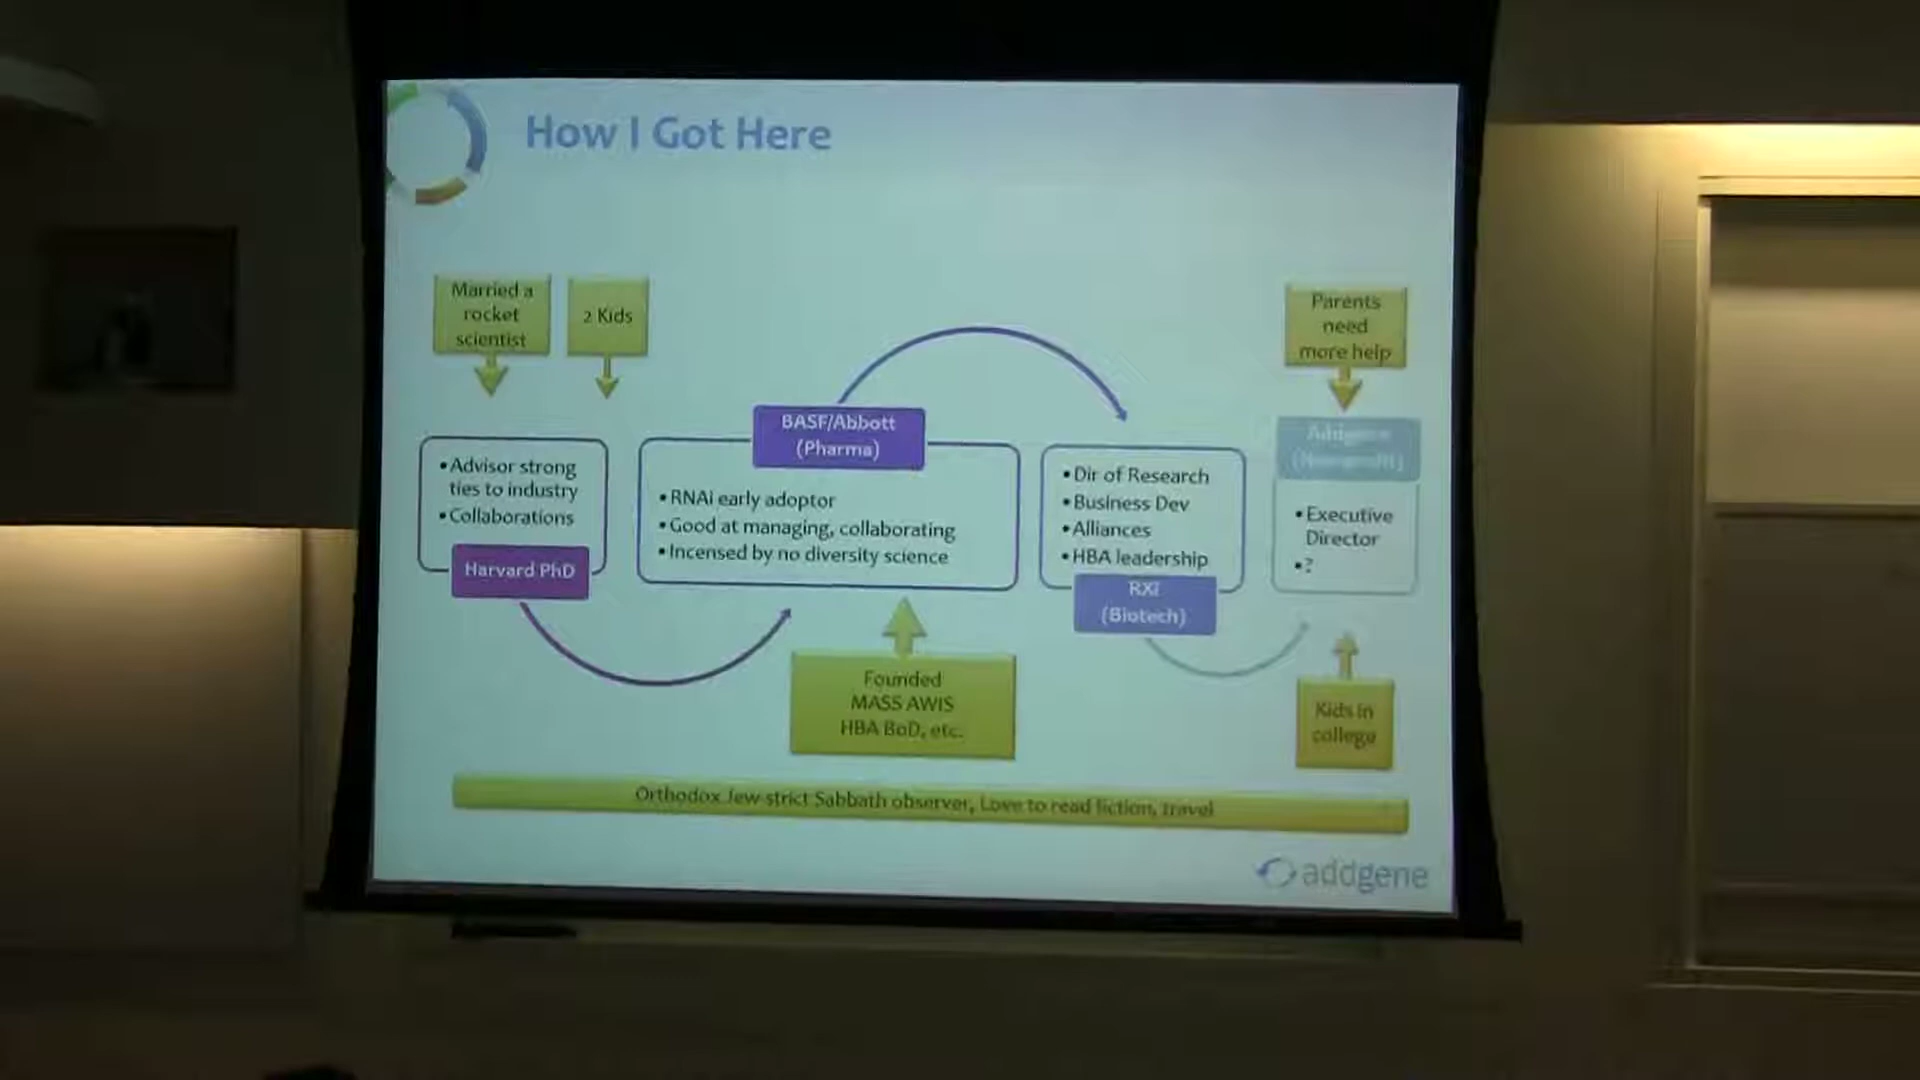 How I Got Here
Married a
rocket
scientist
2 Kids
Parents
need
more help
•Advisor strong
ties to industry
•Collaborations
Harvard PhD
BASF/Abbott
(Pharma)
•RNAi early adoptor
•Good at managing, collaborating
•Incensed by no diversity science
•Dir of Research
•Business Dev
•Alliances
•HBA leadership
RXi
(Biotech)
Addgene
(Nonprofit)
•Executive
Director
•?
Founded
MASS AWIS
HBA BoD, etc.
Kids in
college
Orthodox Jew-strict Sabbath observer, Love to read fiction, travel
addgene